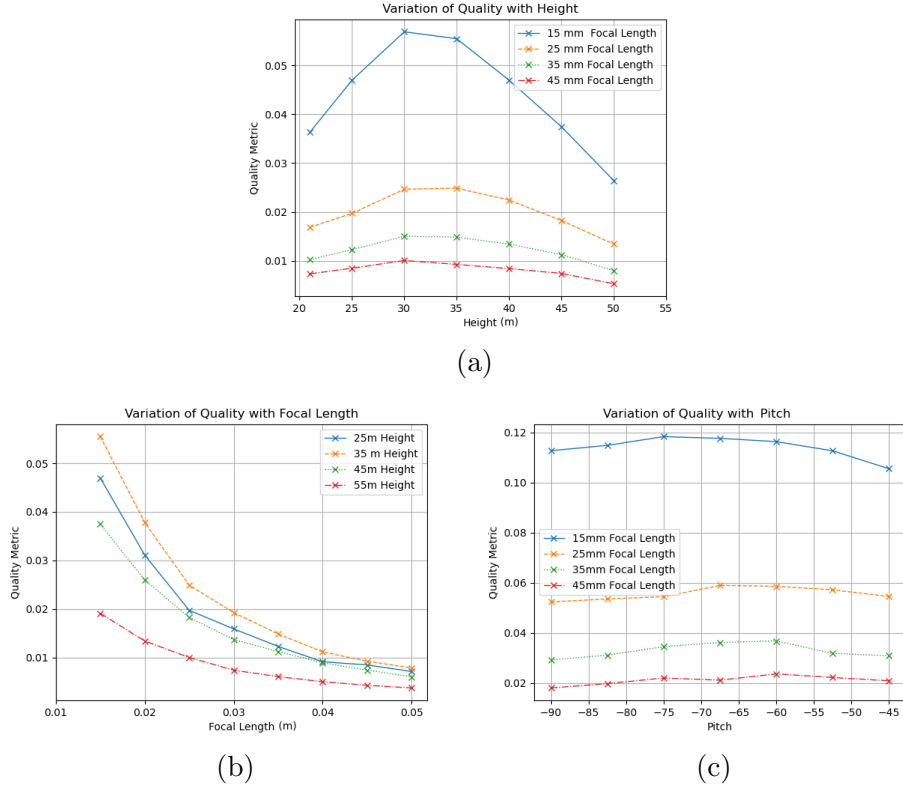 Variation of Quality with Height
15 mm Focal Length
25 mm Focal Length
35 mm Focal Length
45 mm Focal Length
Quality Metric
0.05
0.04
0.03
0.02
0.01
20 25 30 35 40 45 50 55
Height (m)
(a)
Variation of Quality with Focal Length
25m Height
35 m Height
45m Height
55m Height
Quality Metric
0.05
0.04
0.03
0.02
0.01
0.01 0.02 0.03 0.04 0.05
Focal Length (m)
(b)
Variation of Quality with Pitch
0.12
0.10
0.08
0.06
0.04
0.02
Quality Metric
15mm Focal Length
25mm Focal Length
35mm Focal Length
45mm Focal Length
−90 −85 −80 −75 −70 −65 −60 −55 −50 −45
Pitch
(c)